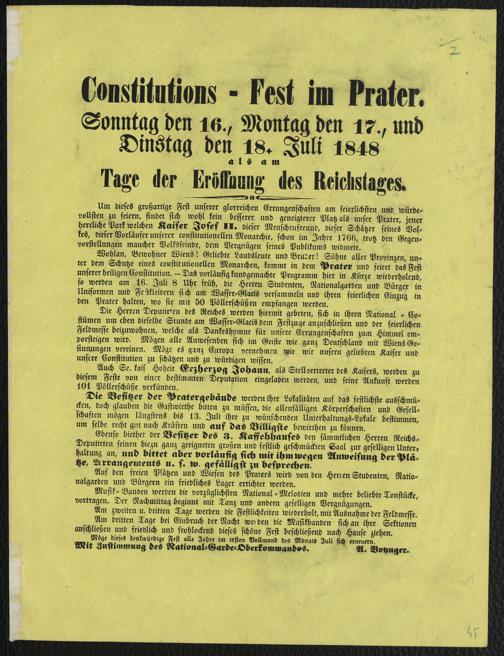 Constitutions - Fest im Prater.
Sonntag den 16., Montag den 17., und
Dinstag den 18. Juli 1848
als am
Tage der Eröffnung des Reichstages.
Um dieses großartige Fest unserer glorreichen Errungenschaften am feierlichsten und würde-
vollsten zu feiern, findet sich wohl kein besserer und geneigterer Platz als unser Prater, jener
herrliche Park welchen Kaiser Josef II. dieser Menschenfreund, dieser Schätzer seines Vol-
kes, dieser Vorläufer unserer constitutionellen Monarchie, schon im Jahre 1766, trotz den Gegen-
vorstellungen mancher Volksfeinde, dem Vergnügen seines Publikums widmete.
Wohlan, Bewohner Wiens! Geliebte Landsleute und Brüder! Söhne aller Provinzen, un-
ter dem Schutze eines constitutionellen Monarchen, kommt in den Prater und feiert das Fest
unserer heiligen Constitution. — Das vorläufig kundgemachte Programm hier in Kürze wiederholend,
so werden am 16. Juli 8 Uhr früh, die Herren Studenten, Nationalgarden und Bürger in
Uniformen und Festkleidern sich am Wasser-Glacis versammeln und ihren feierlichen Einzug in
den Prater halten, wo sie mit 50 Pöllerschüssen empfangen werden.
Die Herren Deputirten des Reiches werden hiermit gebeten, sich in ihren National-Co-
stümen um eben dieselbe Stunde am Wasser-Glacis dem Festzuge anzuschließen und der feierlichen
Feldmesse beizuwohnen, welche als Dankeshymne für unsere Errungenschaften zum Himmel em-
porsteigen wird. Mögen alle Anwesenden sich im Geiste wie ganz Deutschland mit Wiens Ge-
sinnungen vereinen. Möge es ganz Europa vernehmen wie wir unsern geliebten Kaiser und
unsere Constitution zu schätzen und zu würdigen wissen.
Auch Se. kais. Hoheit Erzherzog Johann, als Stellvertreter des Kaisers, werden zu
diesem Feste von einer bestimmten Deputation eingeladen werden, und seine Ankunft werden
101 Pöllerschüsse verkünden.
Die Besitzer der Pratergebäude werden ihre Lokalitäten auf das festlichste ausschmü-
cken, doch glauben die Gastwirthe bitten zu müssen, die allenfälligen Körperschaften und Gesell-
schaften mögen längstens bis 13. Juli ihre zu wünschenden Unterhaltungs-Lokale bestimmen,
um selbe recht gut nach Kräften und auf das Billigste bewirthen zu können.
Ebenso biethet der Besitzer des 3. Kaffehhauses den sämmtlichen Herren Reichs-
Deputirten seinen hiezu ganz geeigneten großen und festlich geschmückten Saal zur geselligen Unter-
haltung an, und bittet aber vorläufig sich mit ihm wegen Anweisung der Plä-
tze, Arrangements u. s. w. gefälligst zu besprechen.
Auf den freien Plätzen und Wiesen des Praters wird von den Herren Studenten, Natio-
nalgarden und Bürgern ein friedliches Lager errichtet werden.
Musik-Banden werden die vorzüglichsten National-Melodien und mehre beliebte Tonstücke,
vortragen. Der Nachmittag beginnt mit Tanz und andern geselligen Vergnügungen.
Am zweiten u. dritten Tage werden die Festlichkeiten wiederholt, mit Ausnahme der Feldmesse.
Am dritten Tage bei Einbruch der Nacht werden die Musikbanden sich an ihre Sektionen
anschließen und friedlich und frohlockend dieses schöne Fest beschließend nach Hause ziehen.
Möge dieses denkwürdige Fest alle Jahre im ersten Vollmond des Monats Juli sich erneuern.
Mit Zustimmung des National-Garde-Oberkommandos. A. Boynger.